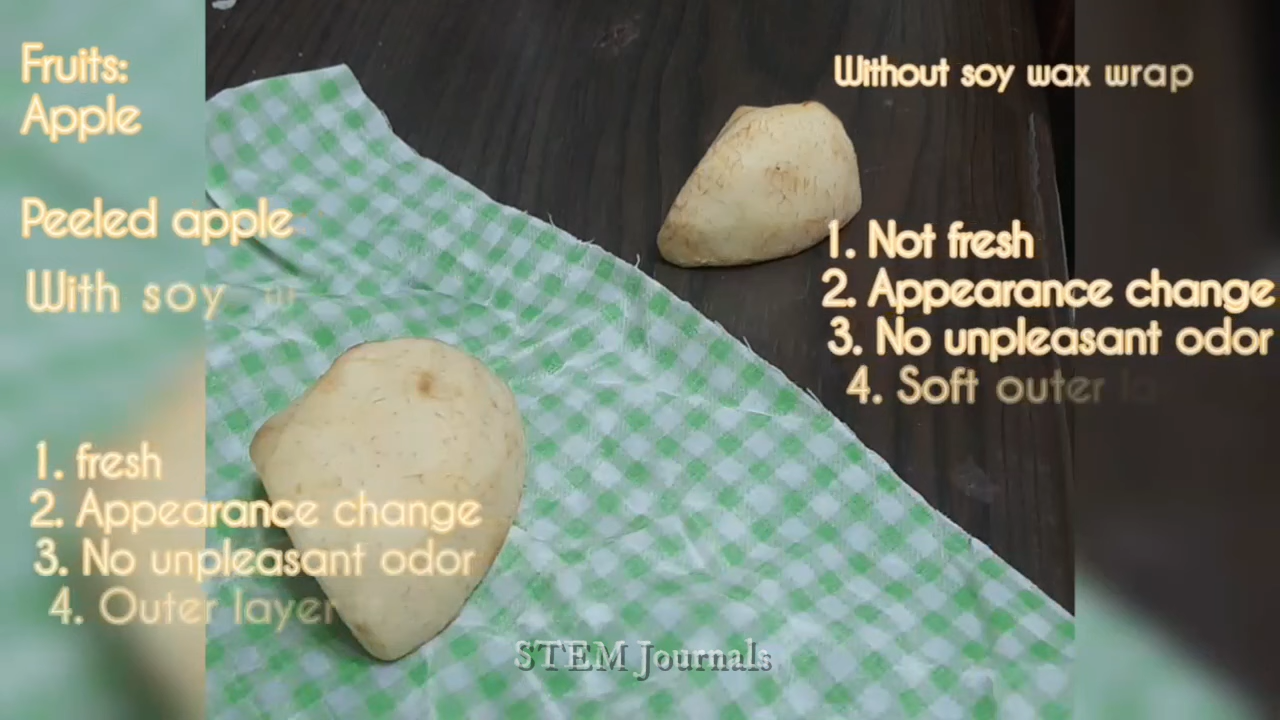 Fruits:
Apple
Peeled apple
With soy
1. fresh
2. Appearance change
3. No unpleasant odor
4. Outer layer
Without soy wax wrap
1. Not fresh
2. Appearance change
3. No unpleasant odor
4. Soft outer
STEM Journals